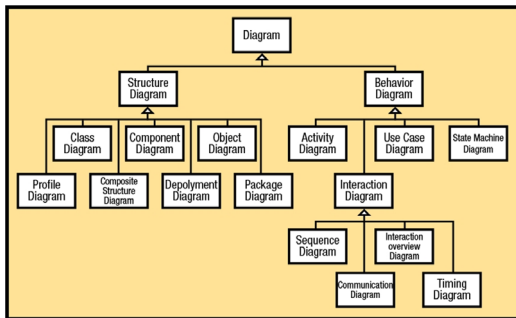 Diagram
Structure
Diagram
Behavior
Diagram
Class
Diagram
Component
Diagram
Object
Diagram
Activity
Diagram
Use Case
Diagram
State Machine
Diagram
Profile
Diagram
Composite
Structure
Diagram
Depolyment
Diagram
Package
Diagram
Interaction
Diagram
Sequence
Diagram
Interaction
overview
Diagram
Communication
Diagram
Timing
Diagram